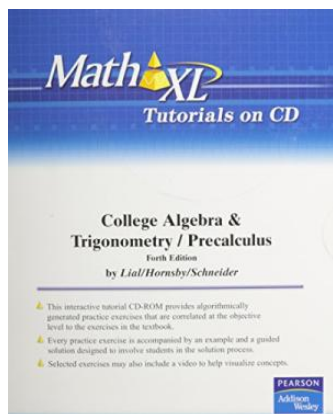 Math XL
Tutorials on CD
College Algebra &
Trigonometry / Precalculus
Forth Edition
by Lial/Hornsby/Schneider
This interactive tutorial CD-ROM provides algorithmically
generated practice exercises that are correlated at the objective
level to the exercises in the textbook.
Every practice exercise is accompanied by an example and a guided
solution designed to involve students in the solution process.
Selected exercises may also include a video to help visualize concepts.
PEARSON
Addison
Wesley